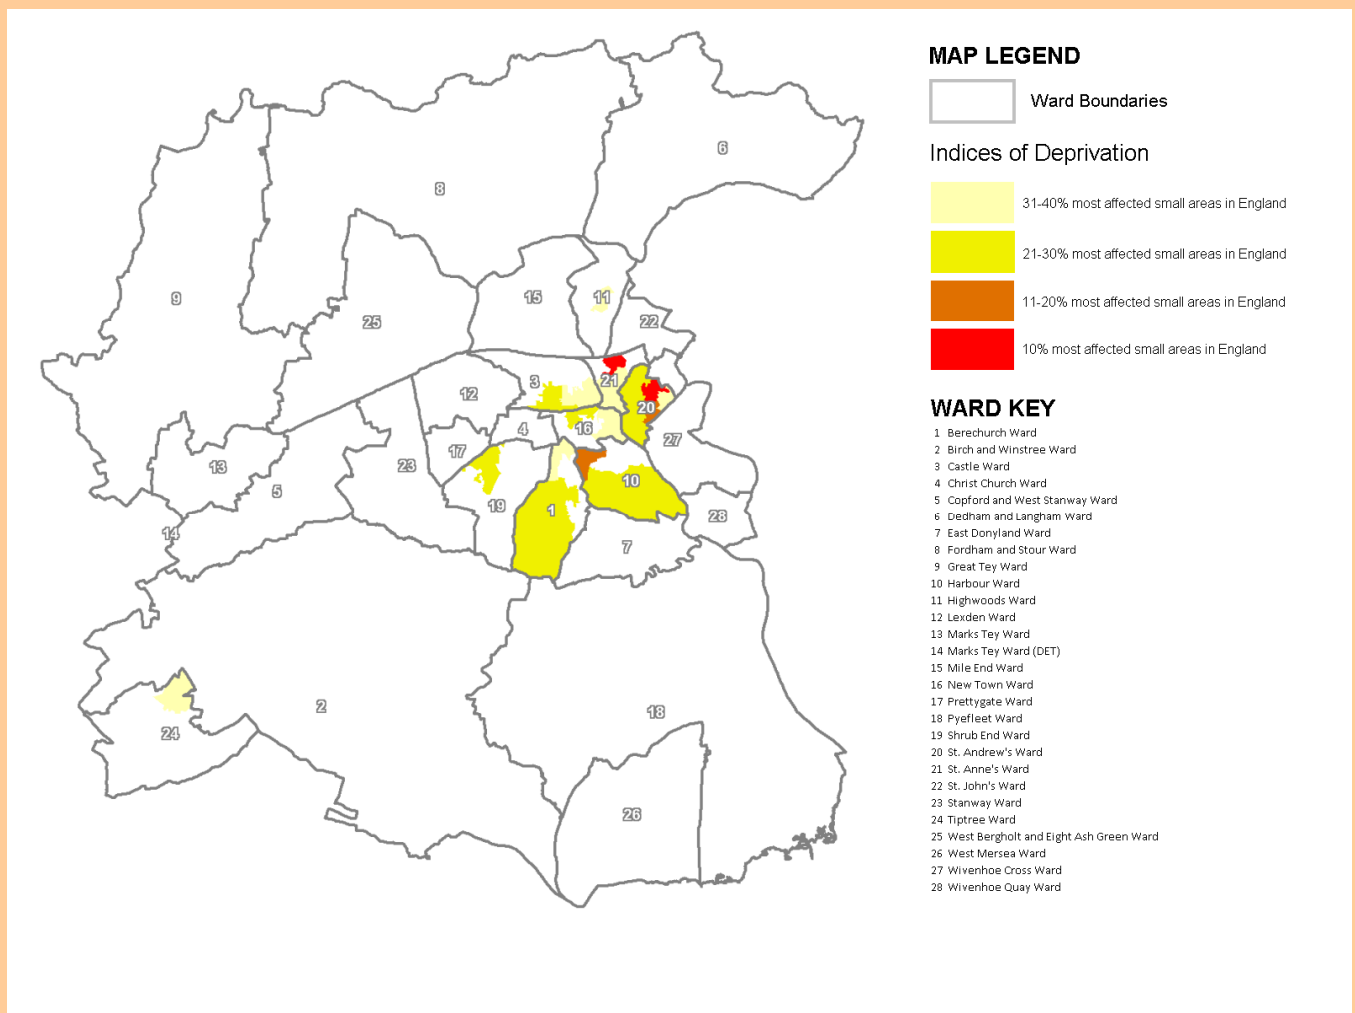 MAP LEGEND
Ward Boundaries
Indices of Deprivation
31-40% most affected small areas in England
21-30% most affected small areas in England
11-20% most affected small areas in England
10% most affected small areas in England
WARD KEY
1 Berechurch Ward
2 Birch and Winstree Ward
3 Castle Ward
4 Christ Church Ward
5 Copford and West Stanway Ward
6 Dedham and Langham Ward
7 East Donyland Ward
8 Fordham and Stour Ward
9 Great Tey Ward
10 Harbour Ward
11 Highwoods Ward
12 Lexden Ward
13 Marks Tey Ward
14 Marks Tey Ward (DET)
15 Mile End Ward
16 New Town Ward
17 Prettygate Ward
18 Pyefleet Ward
19 Shrub End Ward
20 St. Andrew's Ward
21 St. Anne's Ward
22 St. John's Ward
23 Stanway Ward
24 Tiptree Ward
25 West Bergholt and Eight Ash Green Ward
26 West Mersea Ward
27 Wivenhoe Cross Ward
28 Wivenhoe Quay Ward
6
8
9
15
11
25
22
3
21
12
20
16
4
27
17
13
23
10
5
19
1
28
14
7
2
18
24
26